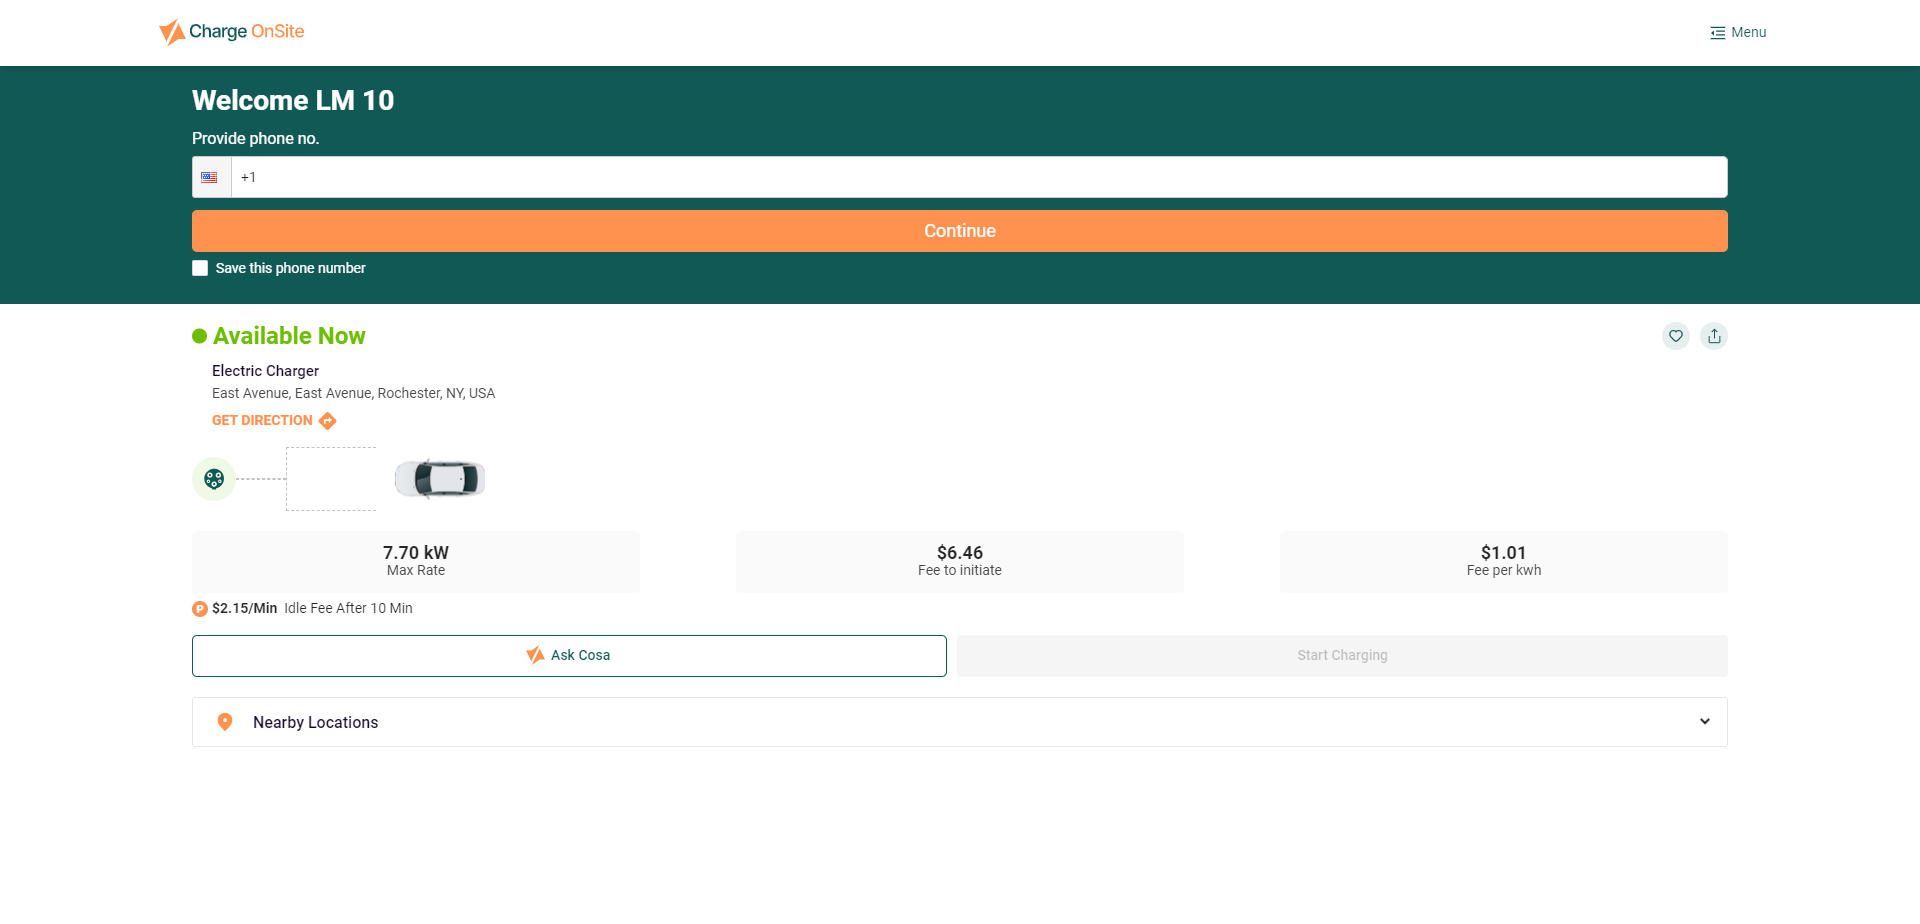 Charge OnSite
Menu
Welcome LM 10
Provide phone no.
+1
Continue
Save this phone number
Available Now
Electric Charger
East Avenue, East Avenue, Rochester, NY, USA
GET DIRECTION
7.70 kW
Max Rate
$6.46
Fee to initiate
$1.01
Fee per kwh
P $2.15/Min Idle Fee After 10 Min
Ask Cosa
Start Charging
Nearby Locations